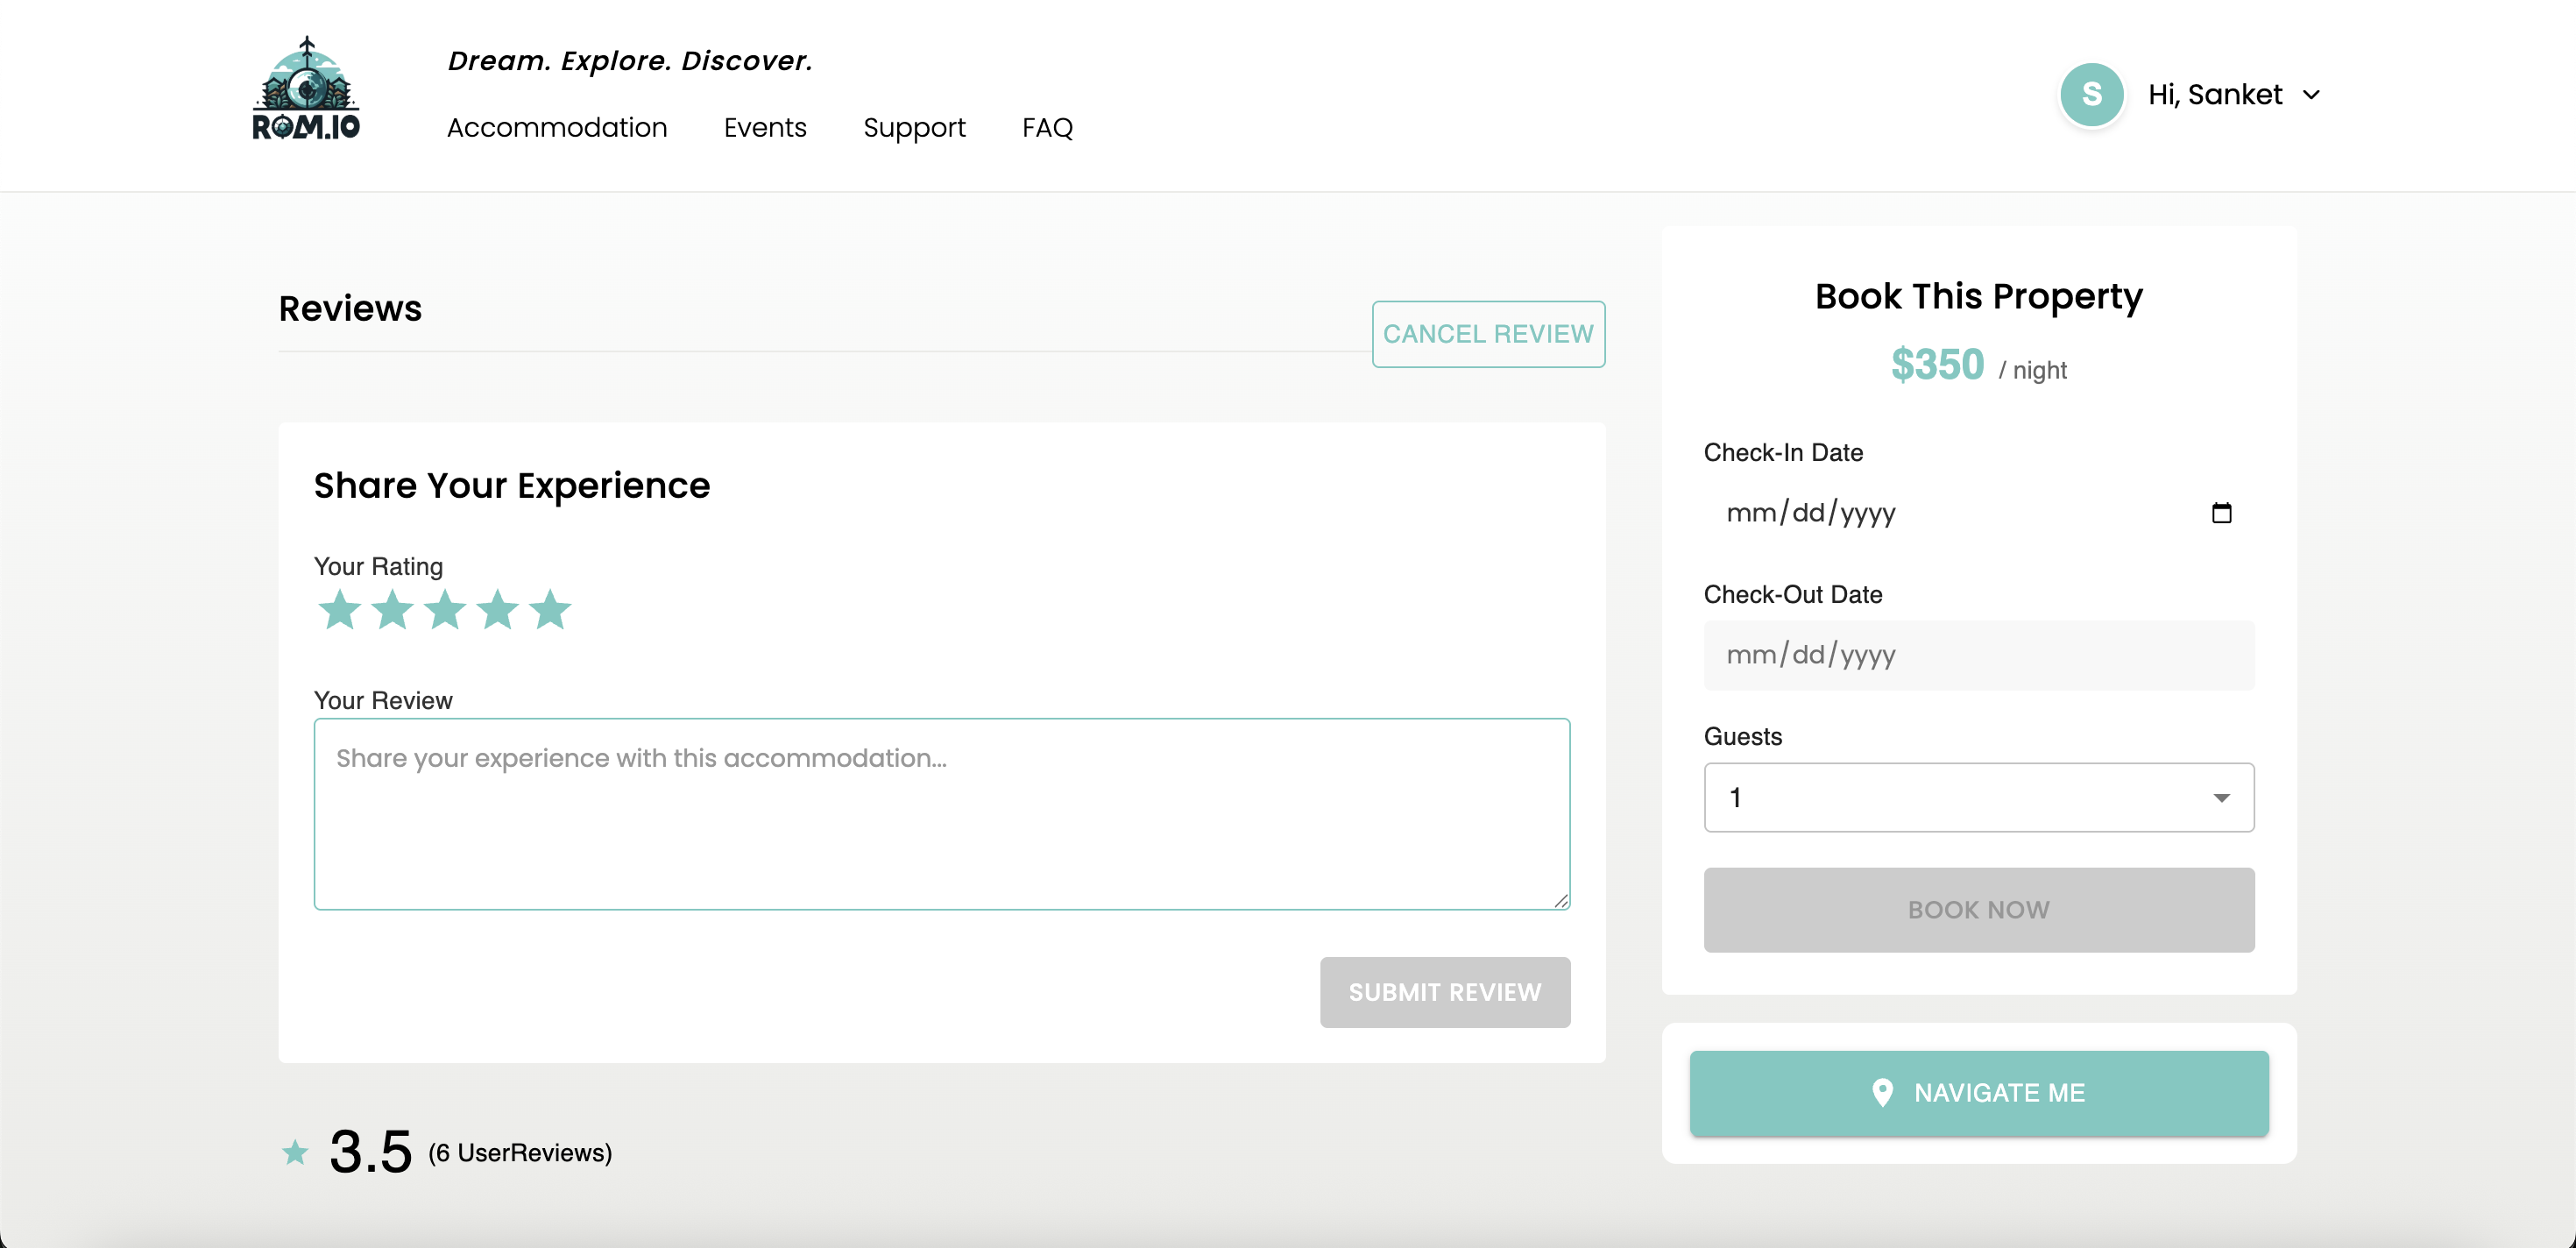 ROM.IO
Dream. Explore. Discover.
Accommodation Events Support FAQ
S Hi, Sanket
Reviews
CANCEL REVIEW
Share Your Experience
Your Rating
Your Review
Share your experience with this accommodation...
SUBMIT REVIEW
3.5 (6 UserReviews)
Book This Property
$350 / night
Check-In Date
mm/dd/yyyy
Check-Out Date
mm/dd/yyyy
Guests
1
BOOK NOW
NAVIGATE ME